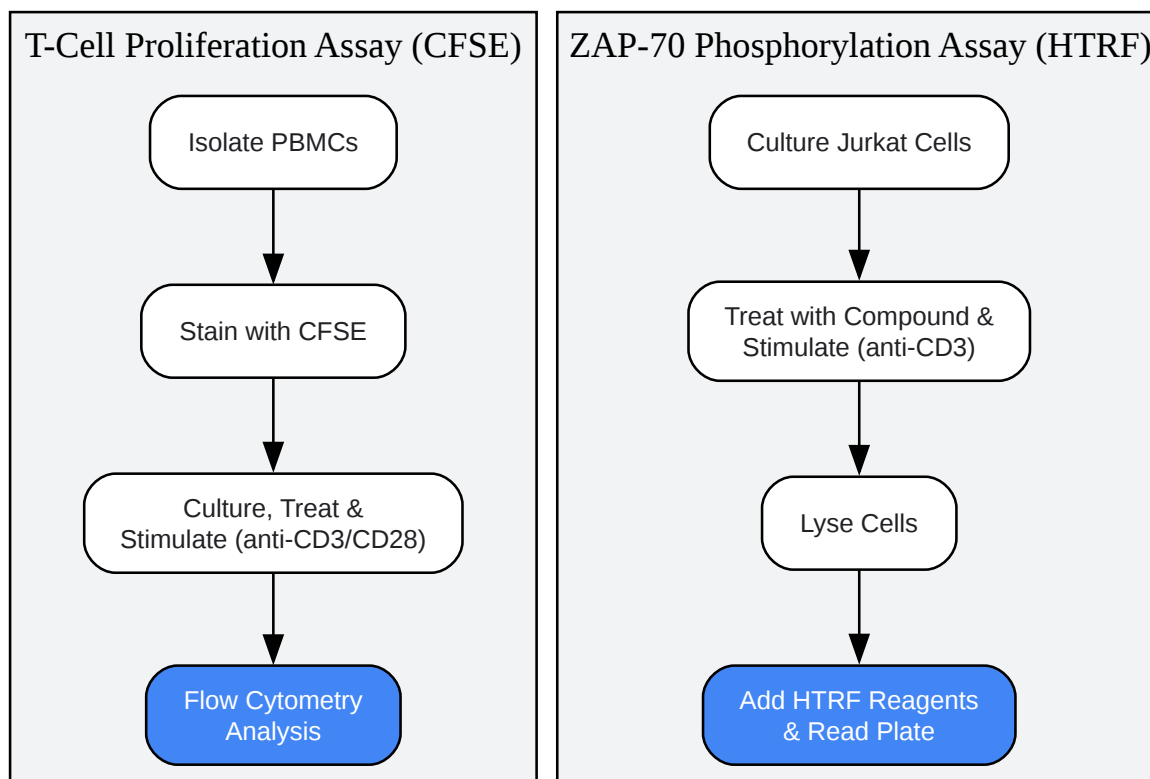 T-Cell Proliferation Assay (CFSE)
Isolate PBMCs
Stain with CFSE
Culture, Treat &
Stimulate (anti-CD3/CD28)
Flow Cytometry
Analysis
ZAP-70 Phosphorylation Assay (HTRF)
Culture Jurkat Cells
Treat with Compound &
Stimulate (anti-CD3)
Lyse Cells
Add HTRF Reagents
& Read Plate